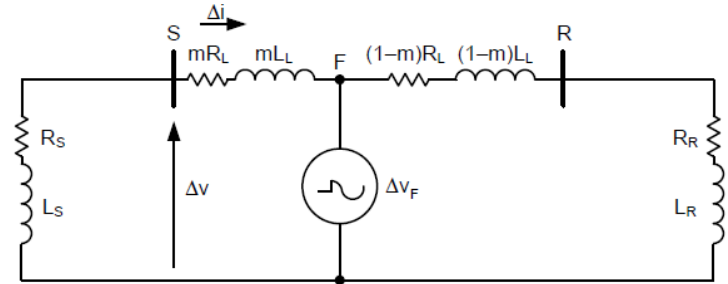 Δi
S
mR_L mL_L F (1–m)R_L (1–m)L_L R
R_S R_R
Δv Δv_F
L_S L_R